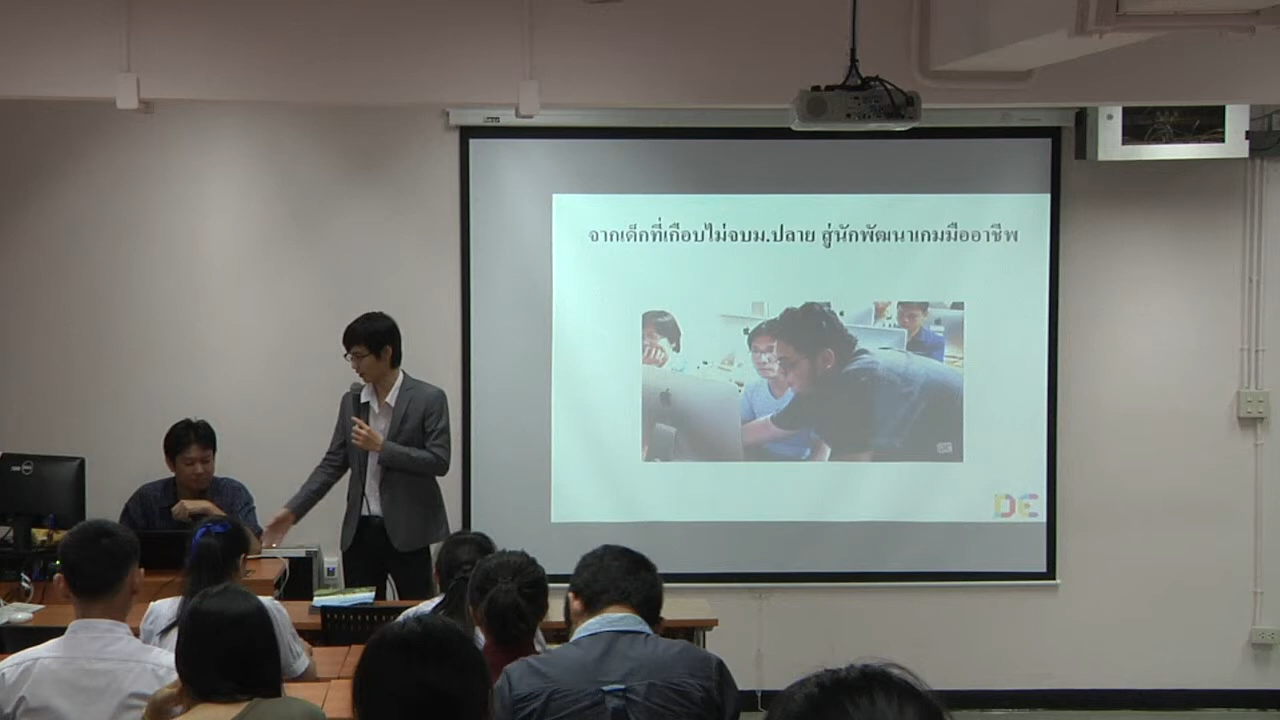 จากเด็กที่เกือบไม่จบม.ปลาย สู่นักพัฒนาเกมมืออาชีพ
DE
DELL